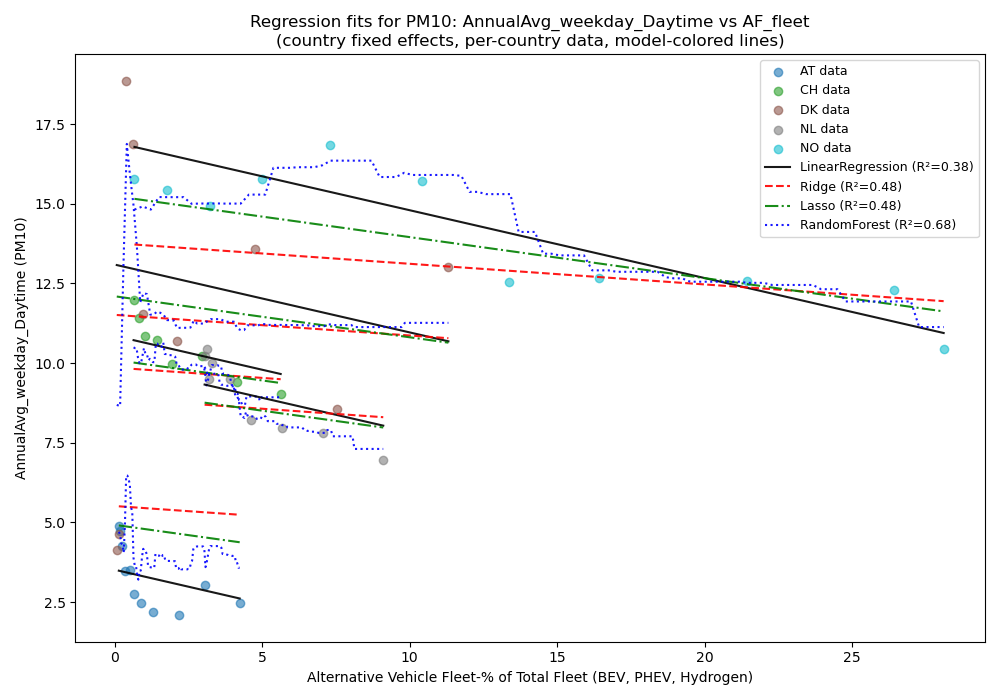 Regression fits for PM10: AnnualAvg_weekday_Daytime vs AF_fleet
(country fixed effects, per-country data, model-colored lines)
AT data
CH data
DK data
NL data
NO data
LinearRegression (R²=0.38)
Ridge (R²=0.48)
Lasso (R²=0.48)
RandomForest (R²=0.68)
AnnualAvg_weekday_Daytime (PM10)
17.5
15.0
12.5
10.0
7.5
5.0
2.5
0
5
10
15
20
25
Alternative Vehicle Fleet-% of Total Fleet (BEV, PHEV, Hydrogen)